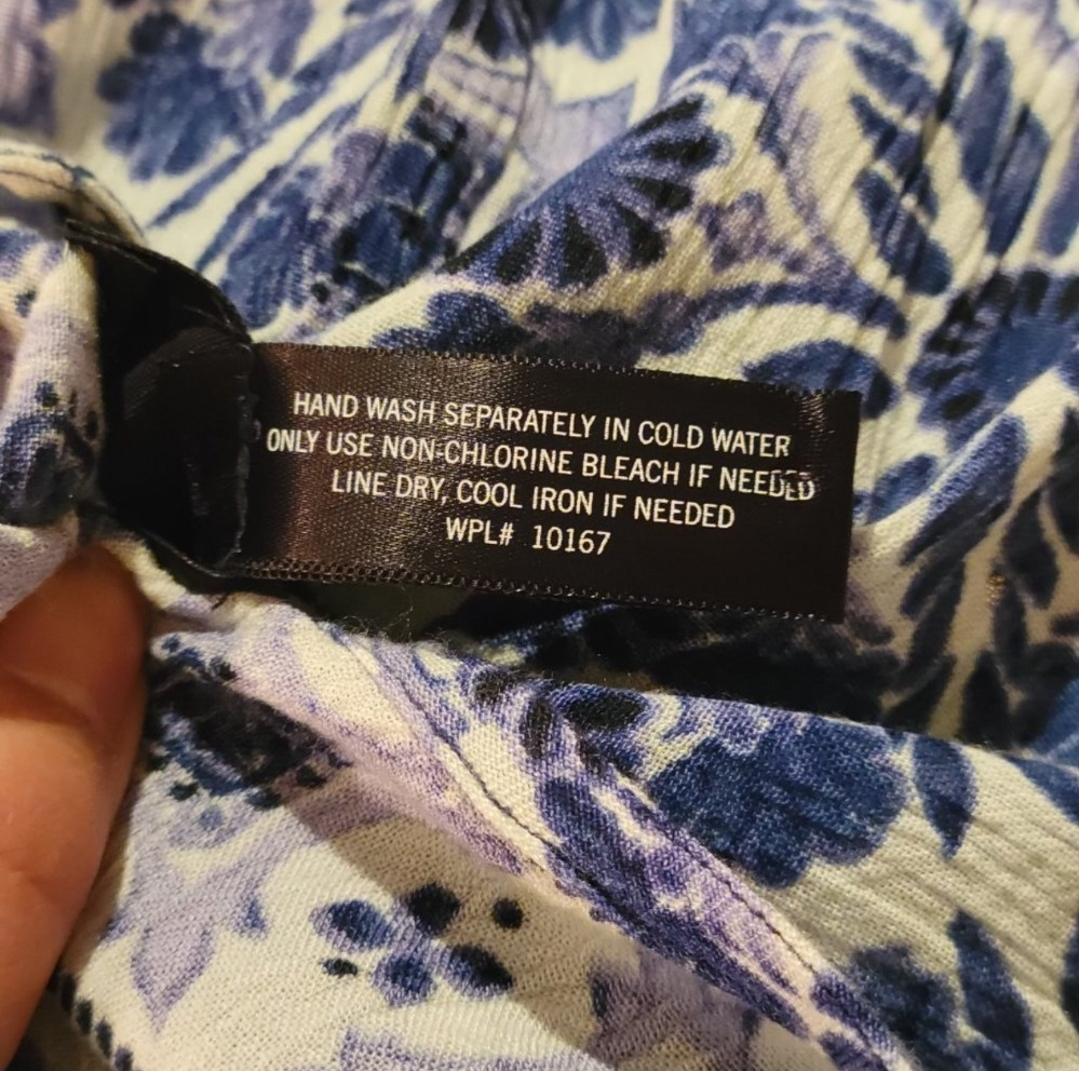 HAND WASH SEPARATELY IN COLD WATER
ONLY USE NON-CHLORINE BLEACH IF NEEDED
LINE DRY, COOL IRON IF NEEDED
WPL# 10167